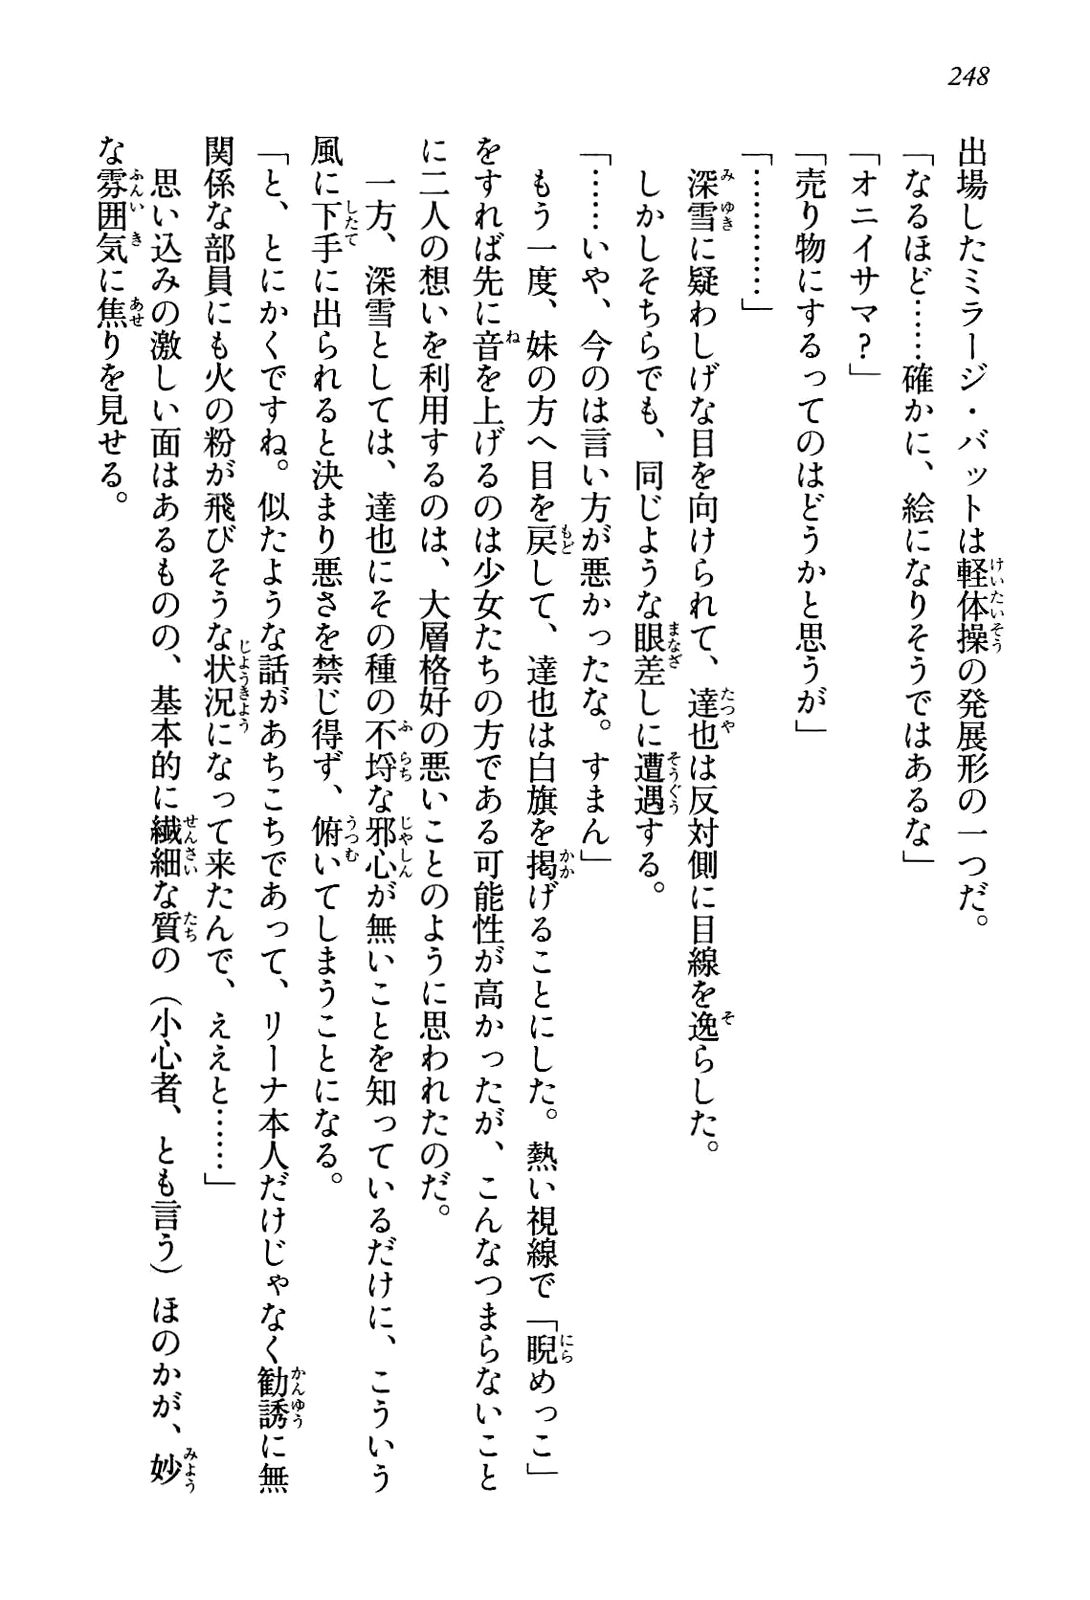 248
出場したミラージ・バットは軽体操の発展形の一つだ。
「なるほど……確かに、絵になりそうではあるな」
「オニイサマ？」
「売り物にするってのはどうかと思うが」
「…………」
深雪に疑わしげな目を向けられて、達也は反対側に目線を逸らした。
しかしそちらでも、同じような眼差しに遭遇する。
「……いや、今のは言い方が悪かったな。すまん」
もう一度、妹の方へ目を戻して、達也は白旗を掲げることにした。熱い視線で「睨めっこ」
をすれば先に音を上げるのは少女たちの方である可能性が高かったが、こんなつまらないこと
に二人の想いを利用するのは、大層格好の悪いことのように思われたのだ。
一方、深雪としては、達也にその種の不埒な邪心が無いことを知っているだけに、こういう
風に下手に出られると決まり悪さを禁じ得ず、俯いてしまうことになる。
「と、とにかくですね。似たような話があちこちであって、リーナ本人だけじゃなく勧誘に無
関係な部員にも火の粉が飛びそうな状況になって来たんで、ええと……」
思い込みの激しい面はあるものの、基本的に繊細な質の（小心者、とも言う）ほのかが、妙
な雰囲気に焦りを見せる。